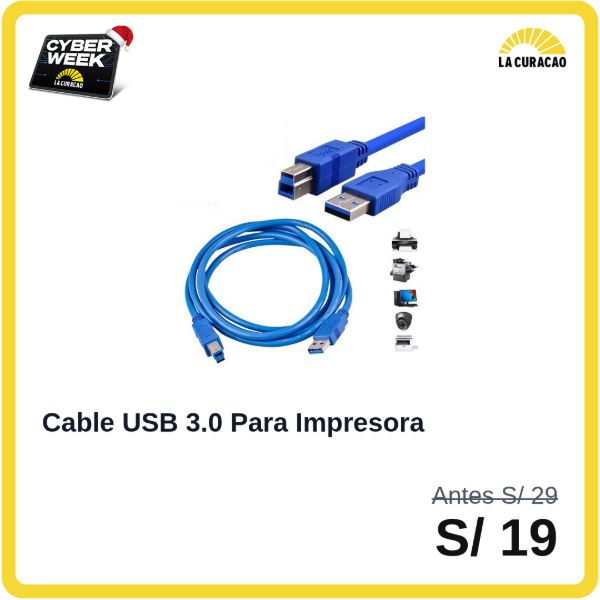 CYBER
WEEK
LA CURACAO
LA CURACAO
Cable USB 3.0 Para Impresora
Antes S/ 29
S/ 19